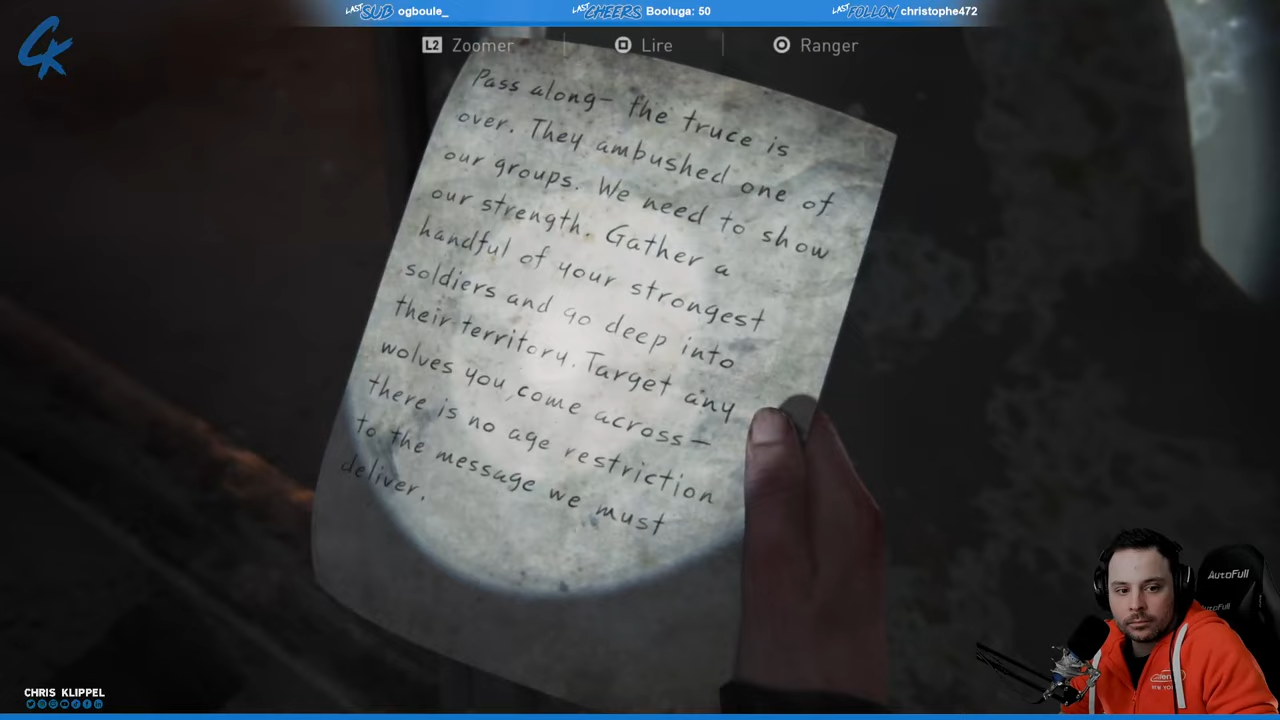 LAST SUB ogboule_
LAST CHEERS Booluga: 50
LAST FOLLOW christophe472
CK
L2 Zoomer
Lire
Ranger
Pass along— the truce is
over. They ambushed one of
our groups. We need to show
our strength. Gather a
handful of your strongest
soldiers and go deep into
their territory. Target any
wolves you come across—
there is no age restriction
to the message we must
deliver.
AutoFull
AutoFull
CHRIS KLIPPEL